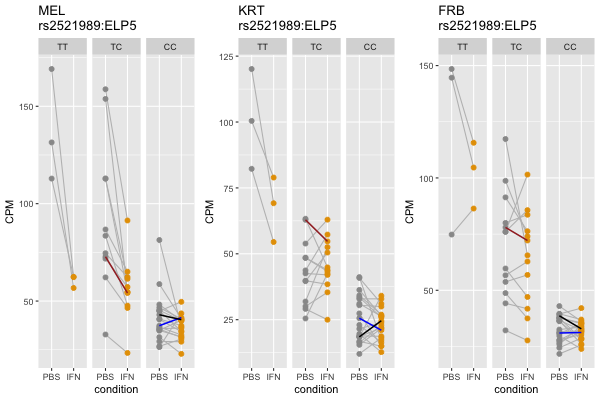 MEL
rs2521989:ELP5
TT TC CC
CPM
150
100
50
PBS IFN PBS IFN PBS IFN
condition
KRT
rs2521989:ELP5
TT TC CC
CPM
125
100
75
50
25
PBS IFN PBS IFN PBS IFN
condition
FRB
rs2521989:ELP5
TT TC CC
CPM
150
100
50
PBS IFN PBS IFN PBS IFN
condition